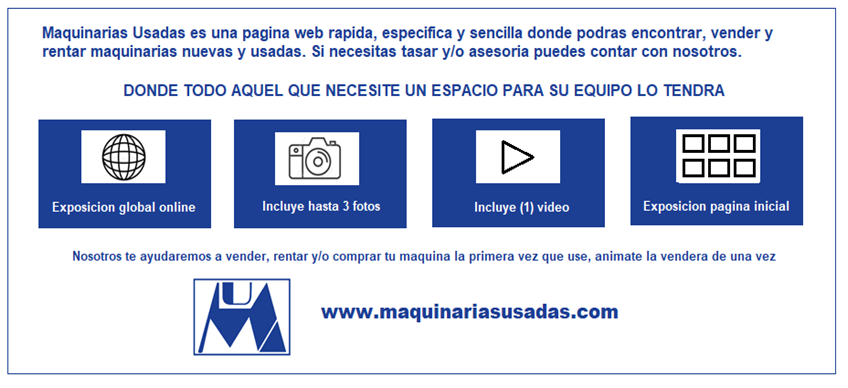 Maquinarias Usadas es una pagina web rapida, especifica y sencilla donde podras encontrar, vender y
rentar maquinarias nuevas y usadas. Si necesitas tasar y/o asesoria puedes contar con nosotros.
DONDE TODO AQUEL QUE NECESITE UN ESPACIO PARA SU EQUIPO LO TENDRA
Exposicion global online
Incluye hasta 3 fotos
Incluye (1) video
Exposicion pagina inicial
Nosotros te ayudaremos a vender, rentar y/o comprar tu maquina la primera vez que use, animate la vendera de una vez
MU
www.maquinariasusadas.com